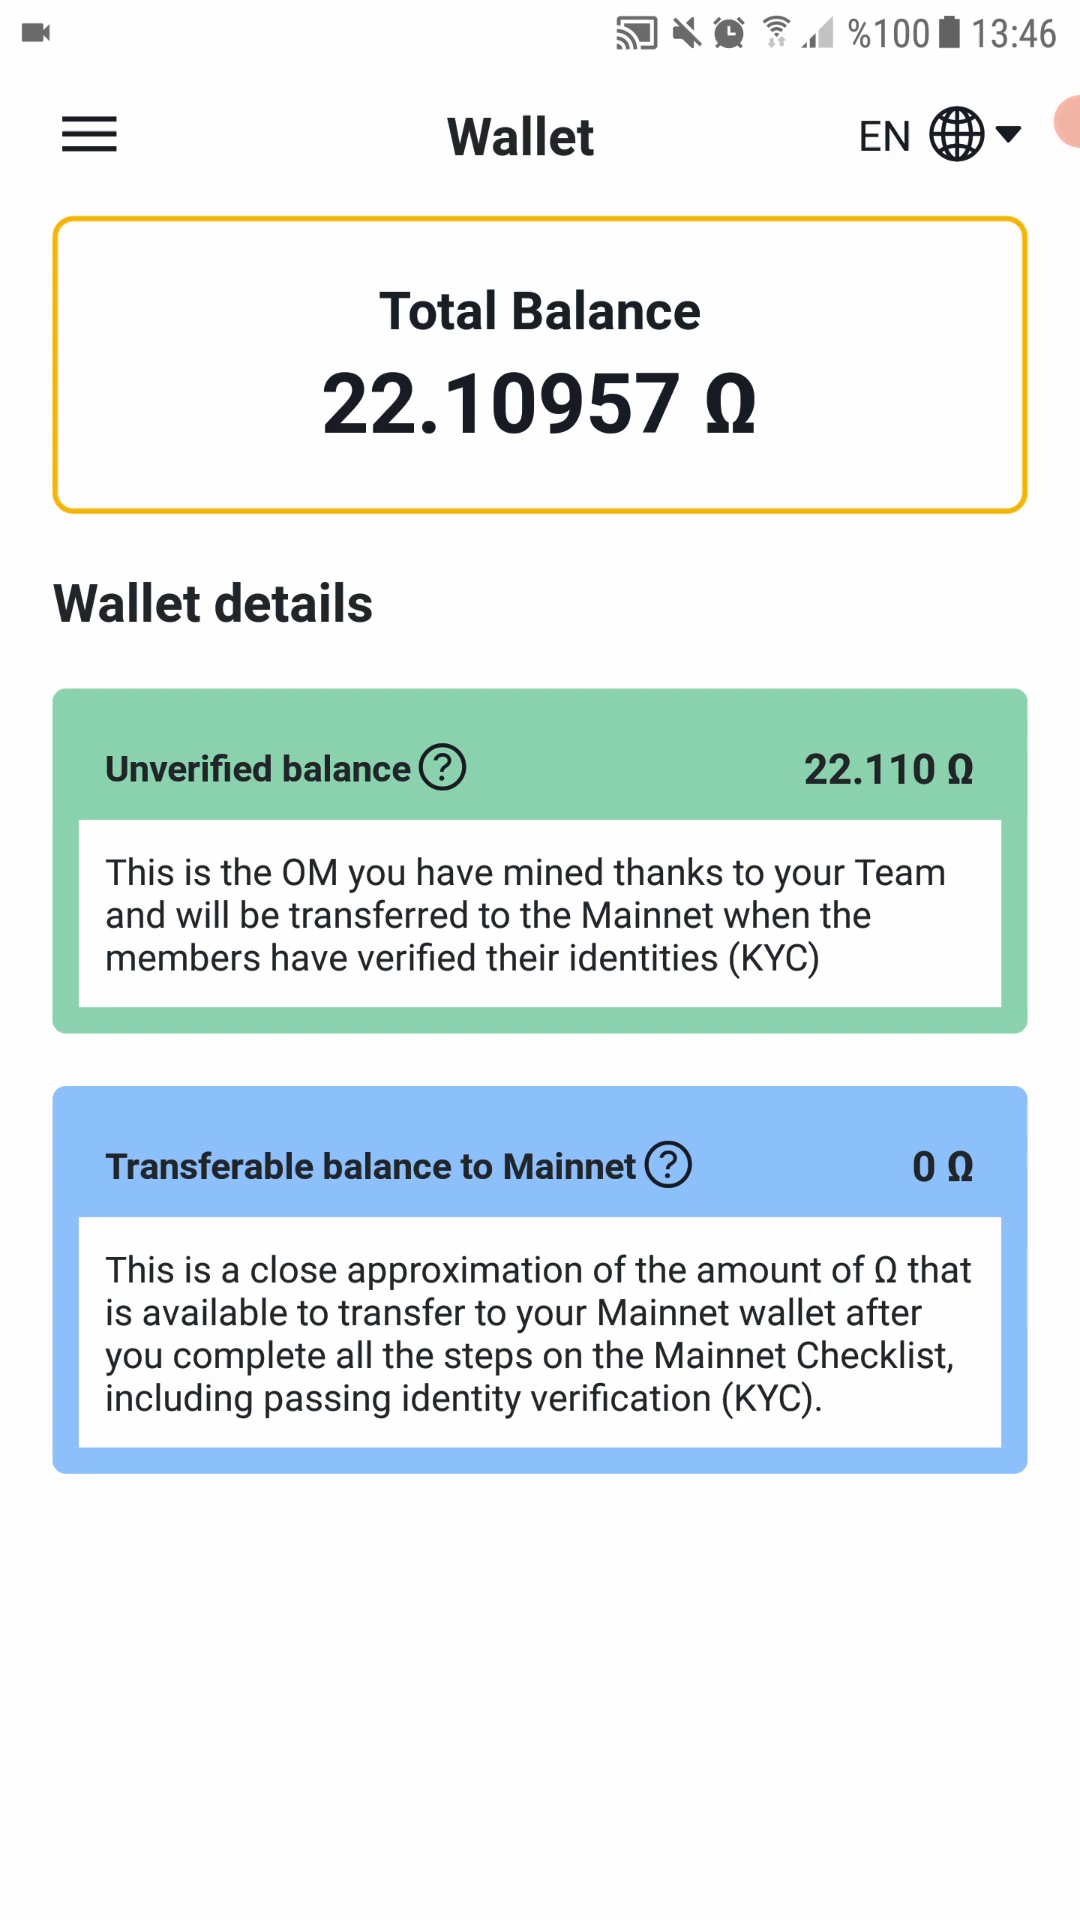 %100 13:46
Wallet
EN
Total Balance
22.10957 Ω
Wallet details
Unverified balance ? 22.110 Ω
This is the OM you have mined thanks to your Team
and will be transferred to the Mainnet when the
members have verified their identities (KYC)
Transferable balance to Mainnet ? 0 Ω
This is a close approximation of the amount of Ω that
is available to transfer to your Mainnet wallet after
you complete all the steps on the Mainnet Checklist,
including passing identity verification (KYC).